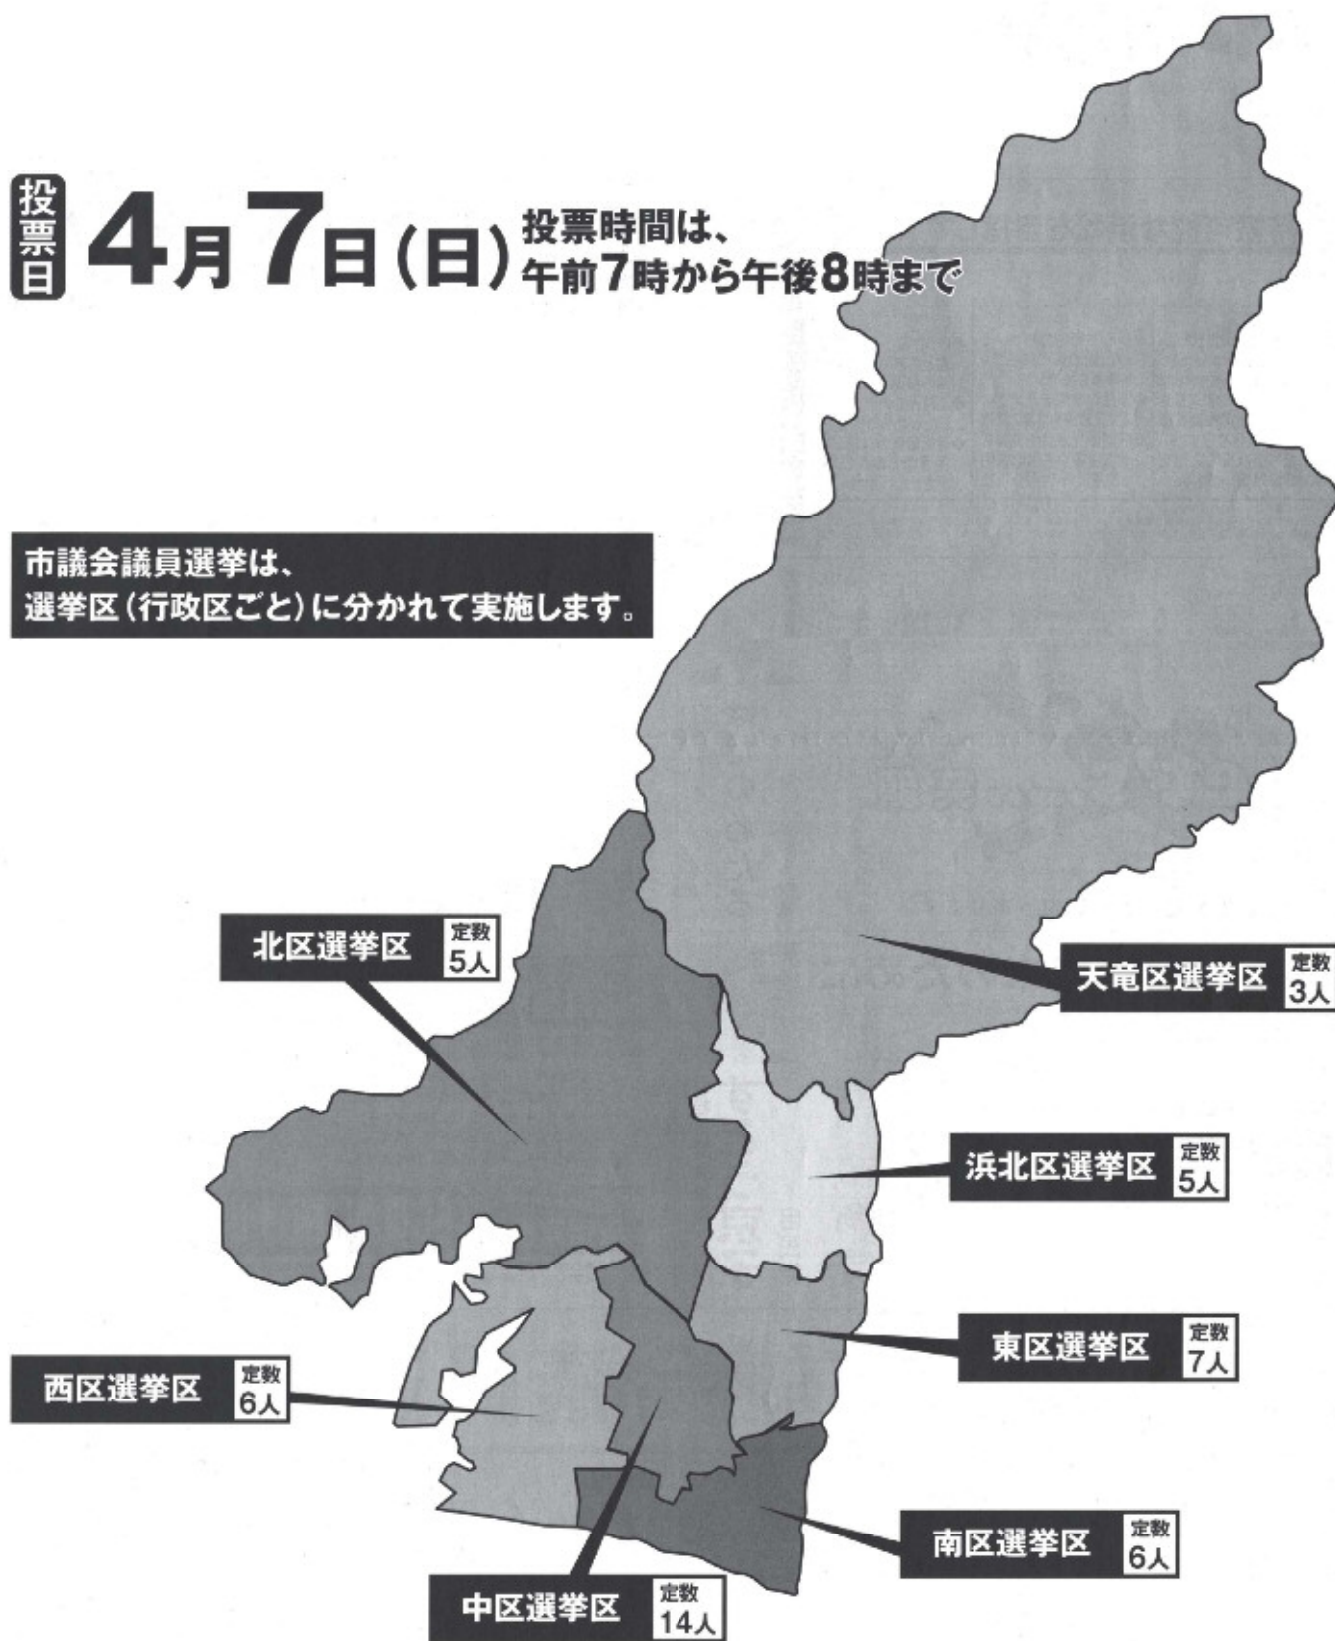 投票日
4月7日(日)
投票時間は、
午前7時から午後8時まで
市議会議員選挙は、
選挙区(行政区ごと)に分かれて実施します。
北区選挙区 定数 5人
天竜区選挙区 定数 3人
浜北区選挙区 定数 5人
東区選挙区 定数 7人
西区選挙区 定数 6人
南区選挙区 定数 6人
中区選挙区 定数 14人